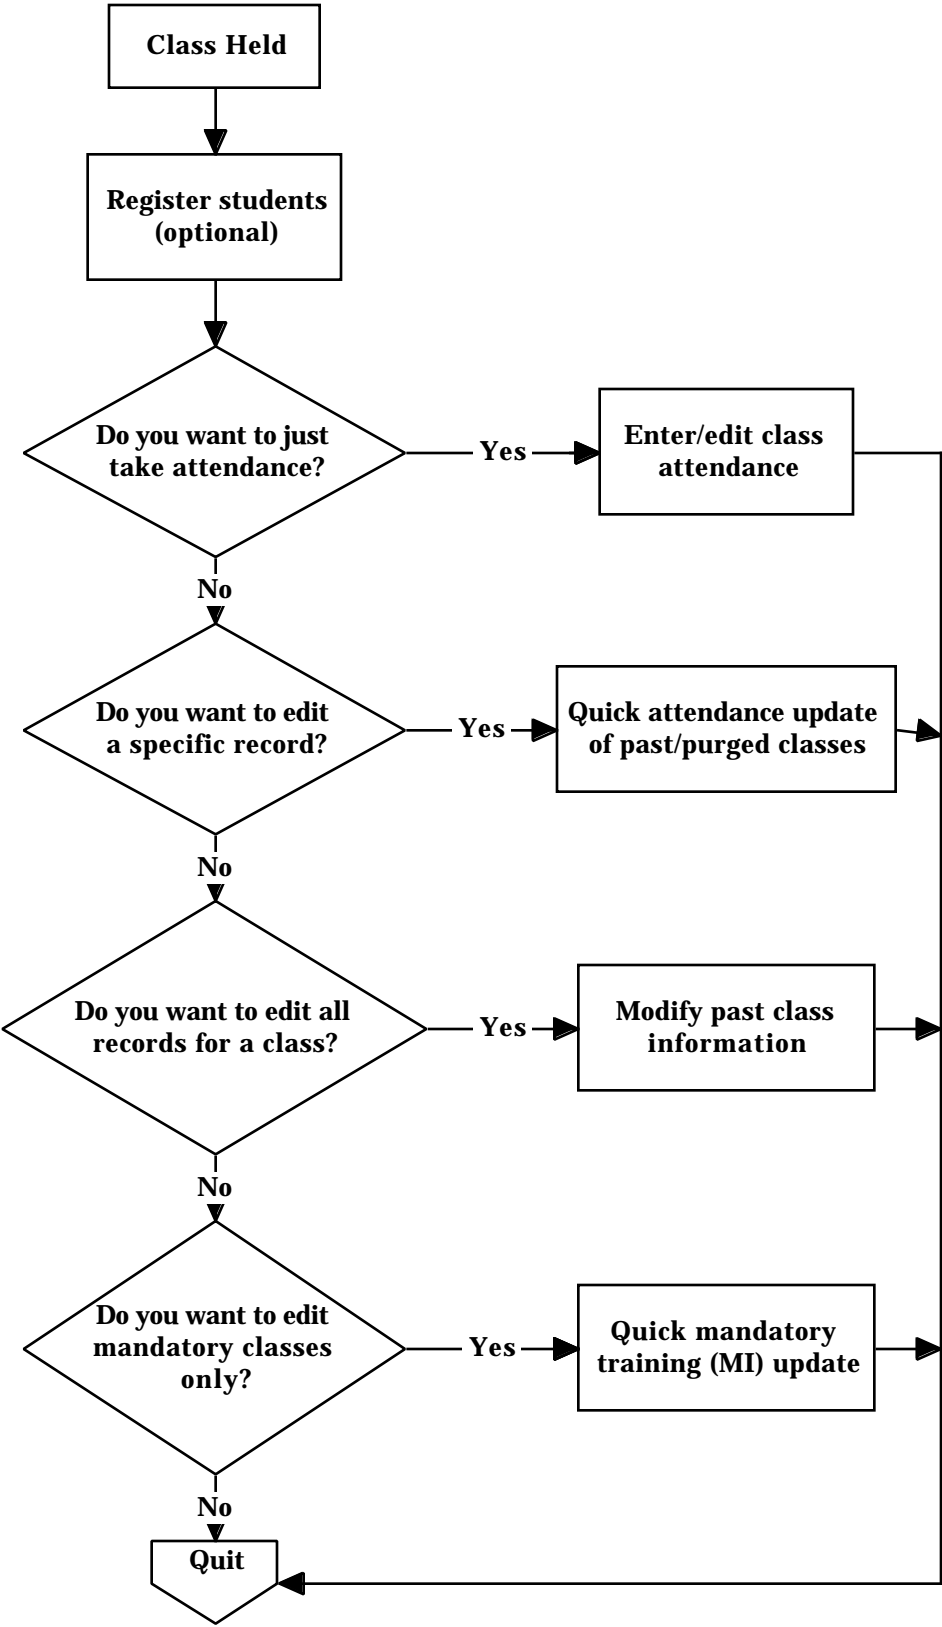 Class Held
Register students
(optional)
Do you want to just
take attendance?
Yes
Enter/edit class
attendance
No
Do you want to edit
a specific record?
Yes
Quick attendance update
of past/purged classes
No
Do you want to edit all
records for a class?
Yes
Modify past class
information
No
Do you want to edit
mandatory classes
only?
Yes
Quick mandatory
training (MI) update
No
Quit